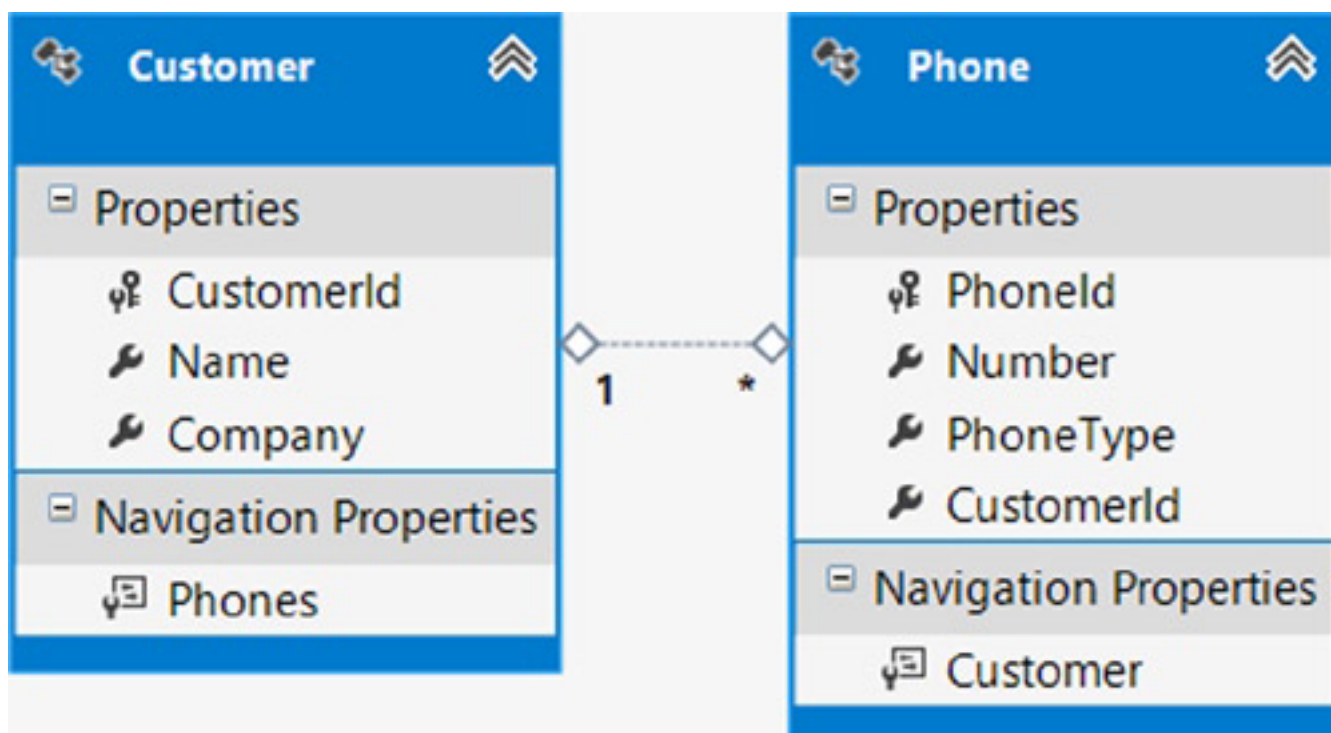 Customer
Properties
CustomerId
Name
Company
Navigation Properties
Phones
1
*
Phone
Properties
PhoneId
Number
PhoneType
CustomerId
Navigation Properties
Customer